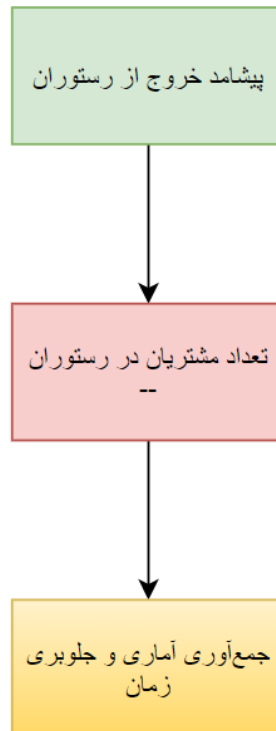 پیشامد خروج از رستوران
تعداد مشتریان در رستوران
--
جمع‌آوری آماری و جلوبری
زمان